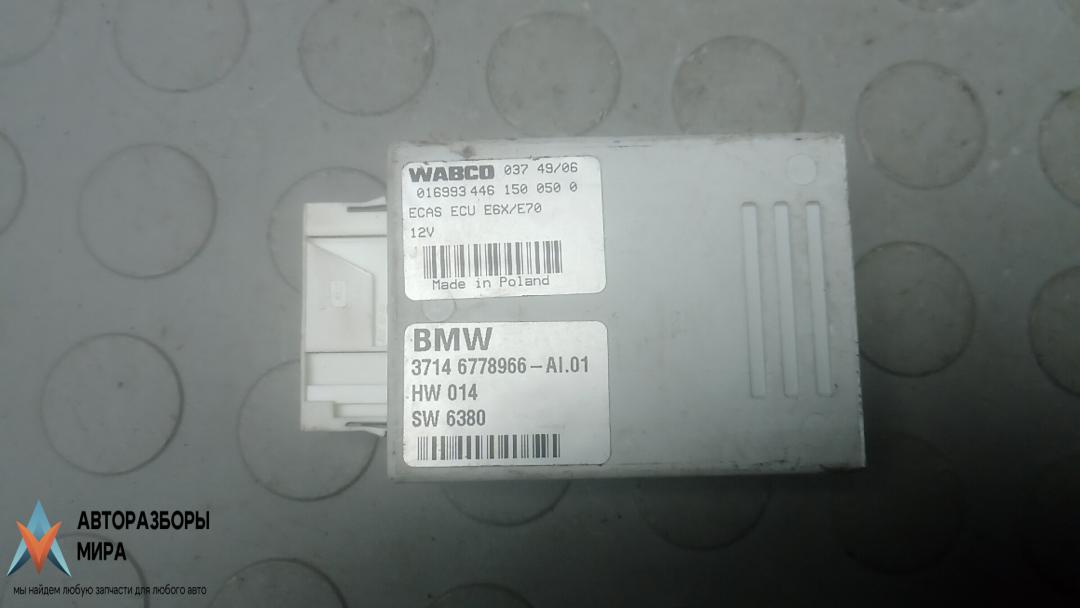 WABCO 037 49/06
016993 446 150 050 0
ECAS ECU E6X/E70
12V
Made in Poland
BMW
3714 6778966-AI.01
HW 014
SW 6380
АВТОРАЗБОРЫ
МИРА
мы найдем любую запчасти для любого авто